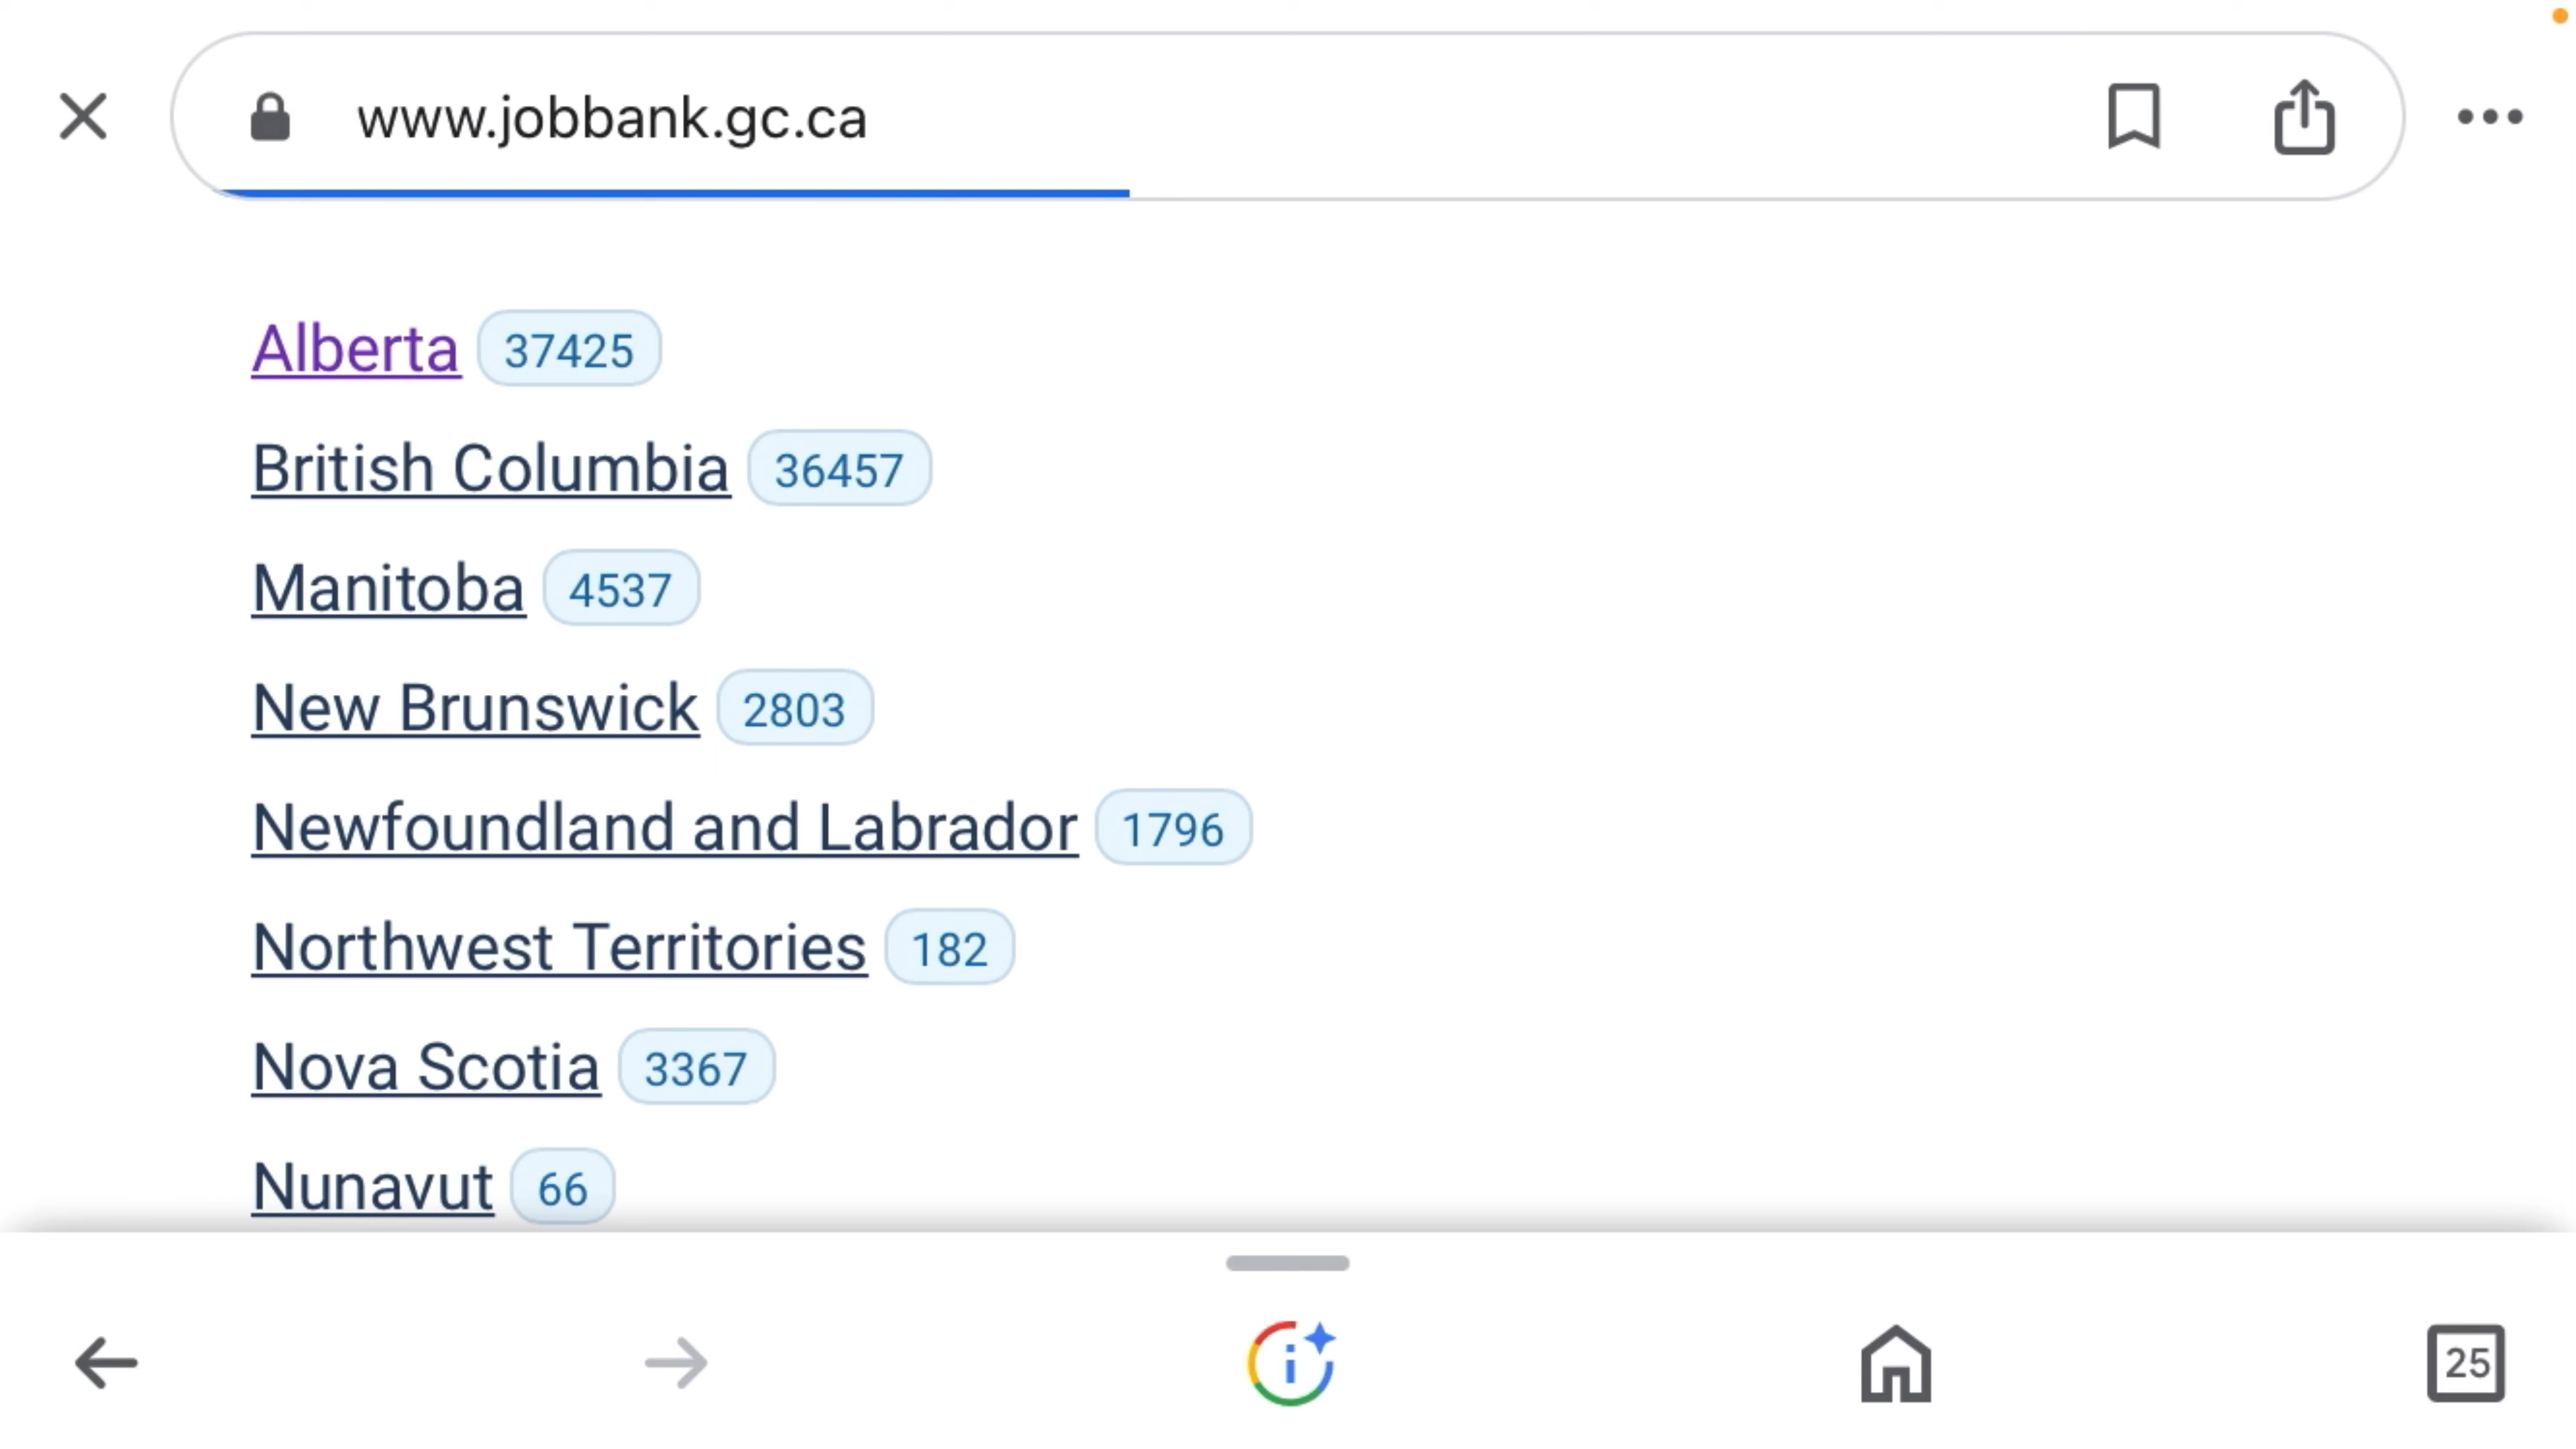 www.jobbank.gc.ca
Alberta 37425
British Columbia 36457
Manitoba 4537
New Brunswick 2803
Newfoundland and Labrador 1796
Northwest Territories 182
Nova Scotia 3367
Nunavut 66
25